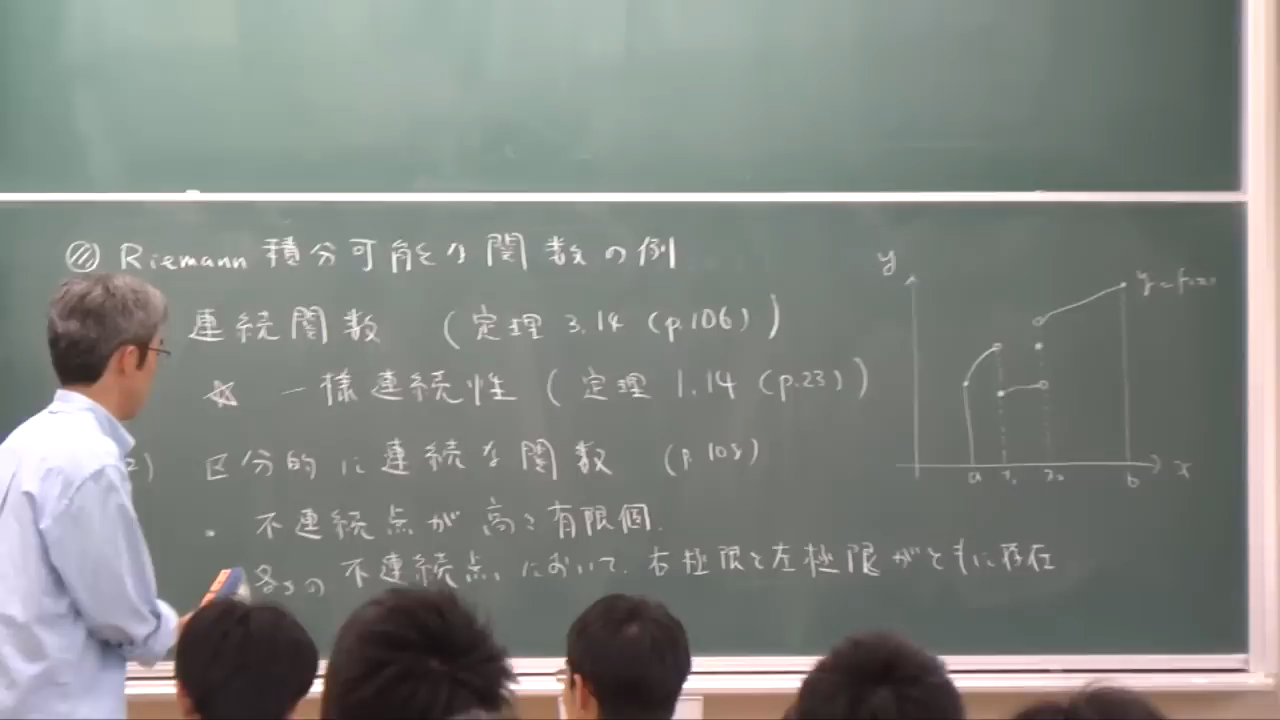 Riemann 積分可能な関数の例
連続関数 (定理 3.14 (p.106))
☆ 一様連続性 (定理 1.14 (p.23))
2) 区分的に連続な関数 (p.108)
・ 不連続点が高々有限個.
各々の 不連続点 において. 右極限と左極限がともに存在
y
y=f(x)
a x₁ x₂ b x